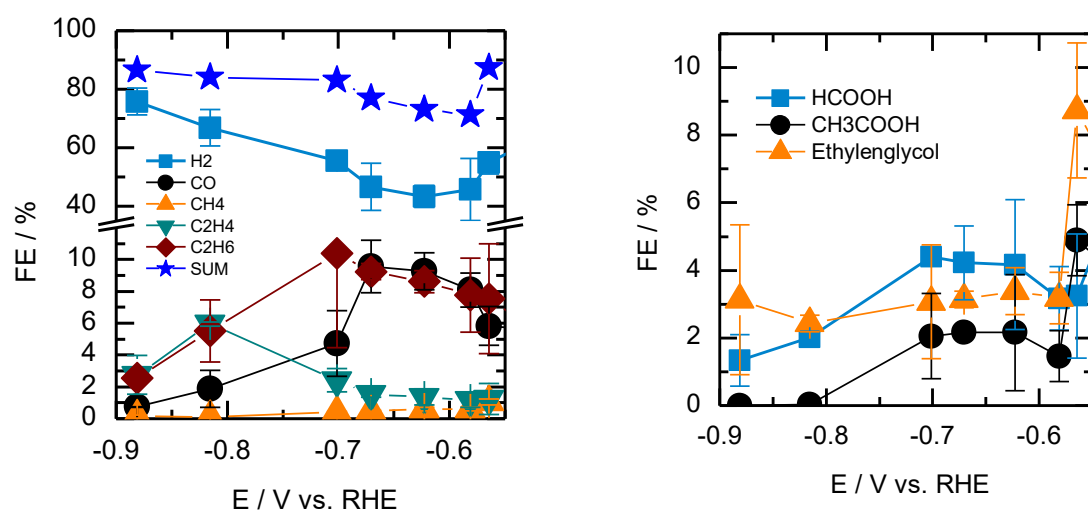 100
80
60
40
10
8
6
4
2
0
FE / %
H2
CO
CH4
C2H4
C2H6
SUM
-0.9
-0.8
-0.7
-0.6
E / V vs. RHE
10
8
6
4
2
0
FE / %
HCOOH
CH3COOH
Ethylenglycol
-0.9
-0.8
-0.7
-0.6
E / V vs. RHE